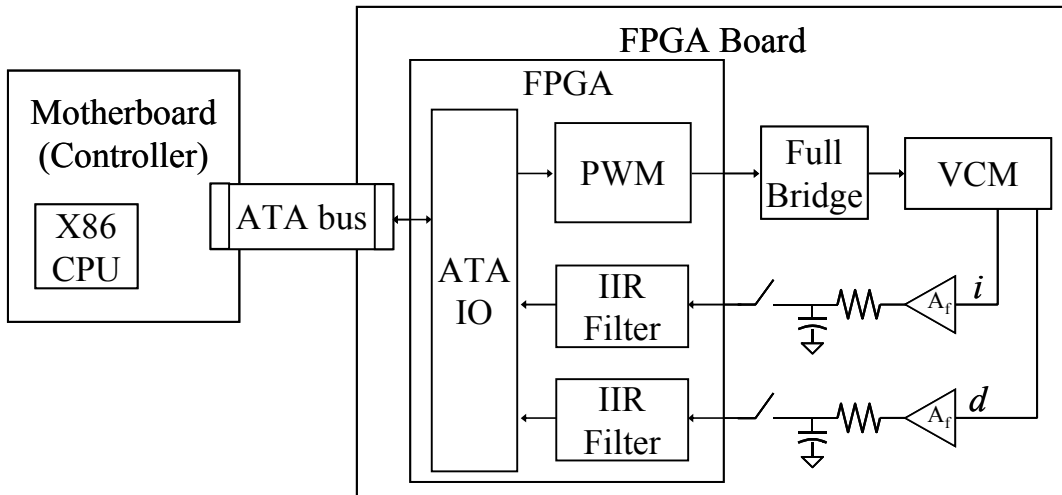 FPGA Board
FPGA
Motherboard
(Controller)
X86
CPU
ATA bus
ATA
IO
PWM
Full
Bridge
VCM
IIR
Filter
A_f
i
IIR
Filter
A_f
d